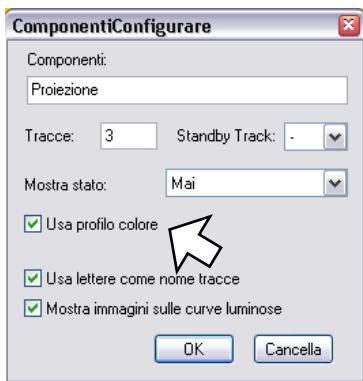 ComponentiConfigurare
Componenti:
Proiezione
Tracce: 3 Standby Track: -
Mostra stato: Mai
Usa profilo colore
Usa lettere come nome tracce
Mostra immagini sulle curve luminose
OK Cancella